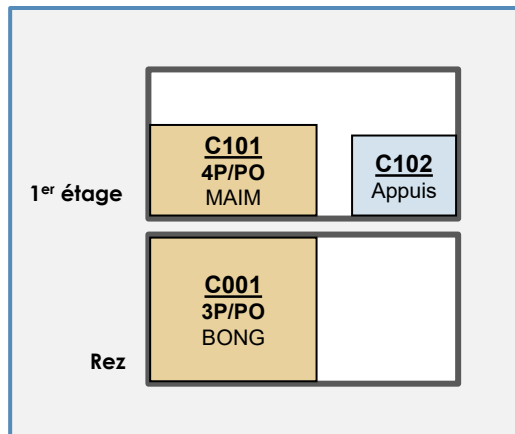 C101
4P/PO
MAIM
C102
Appuis
1er étage
C001
3P/PO
BONG
Rez